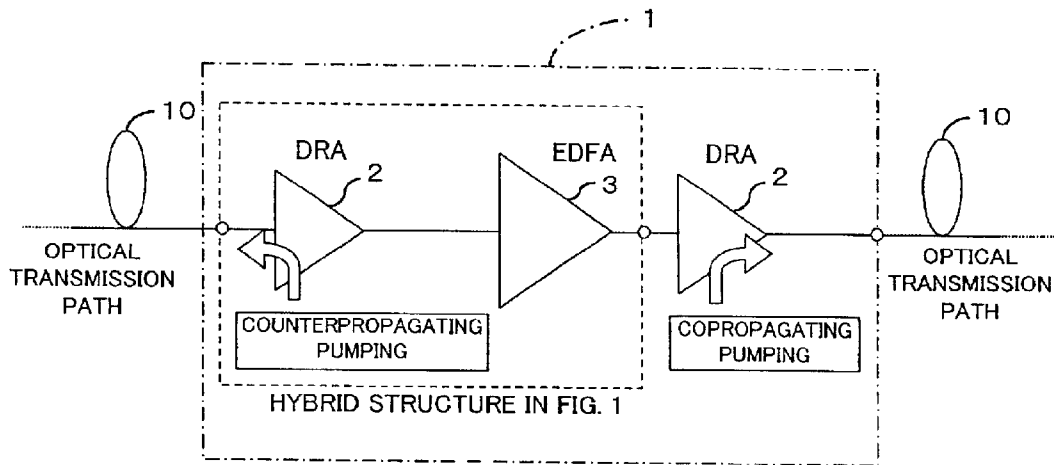 1
10
10
DRA
2
EDFA
3
DRA
2
OPTICAL
TRANSMISSION
PATH
OPTICAL
TRANSMISSION
PATH
COUNTERPROPAGATING
PUMPING
COPROPAGATING
PUMPING
HYBRID STRUCTURE IN FIG. 1